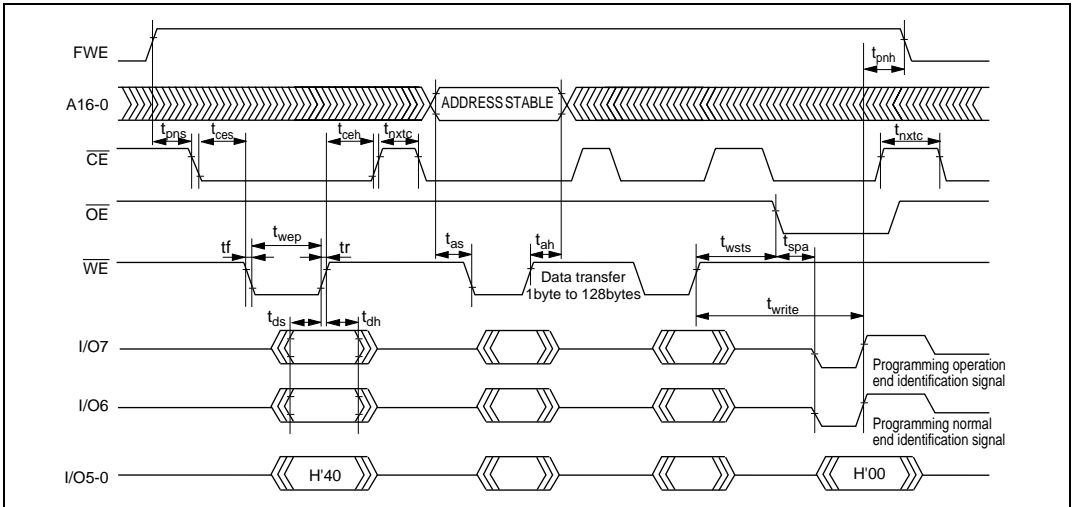 FWE
t_pnh
A16-0
ADDRESS STABLE
t_pns t_ces t_ceh t_nxtc t_nxtc
CE
OE
t_wep
tf tr
t_as t_ah t_wsts t_spa
WE
Data transfer
1byte to 128bytes
t_write
t_ds t_dh
I/O7
Programming operation
end identification signal
I/O6
Programming normal
end identification signal
I/O5-0 H'40 H'00